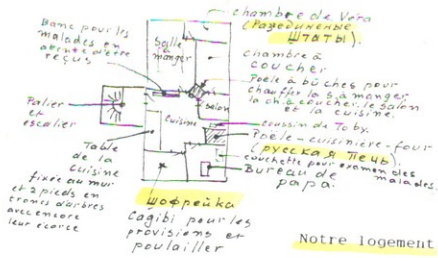 chambre de Véra
(Разединенные
Штаты).
Banc pour les
malades en
attente d'être
reçus
Salle
à
manger
chambre à
coucher
Poêle à bûches pour
chauffer la s. à manger
la ch. à coucher, le salon
et la cuisine.
Salon
Palier
et
escalier
cuisine
coussin de Toby.
Poêle-cuisinière-four
(русская печь).
couchette pour examen des
malades.
Bureau de
papa.
Table
de la
cuisine
fixée au mur
et 2 pieds en
troncs d'arbres
avec encore
leur écorce
шофрейка
Cagibi pour les
provisions et
poulailler
Notre logement